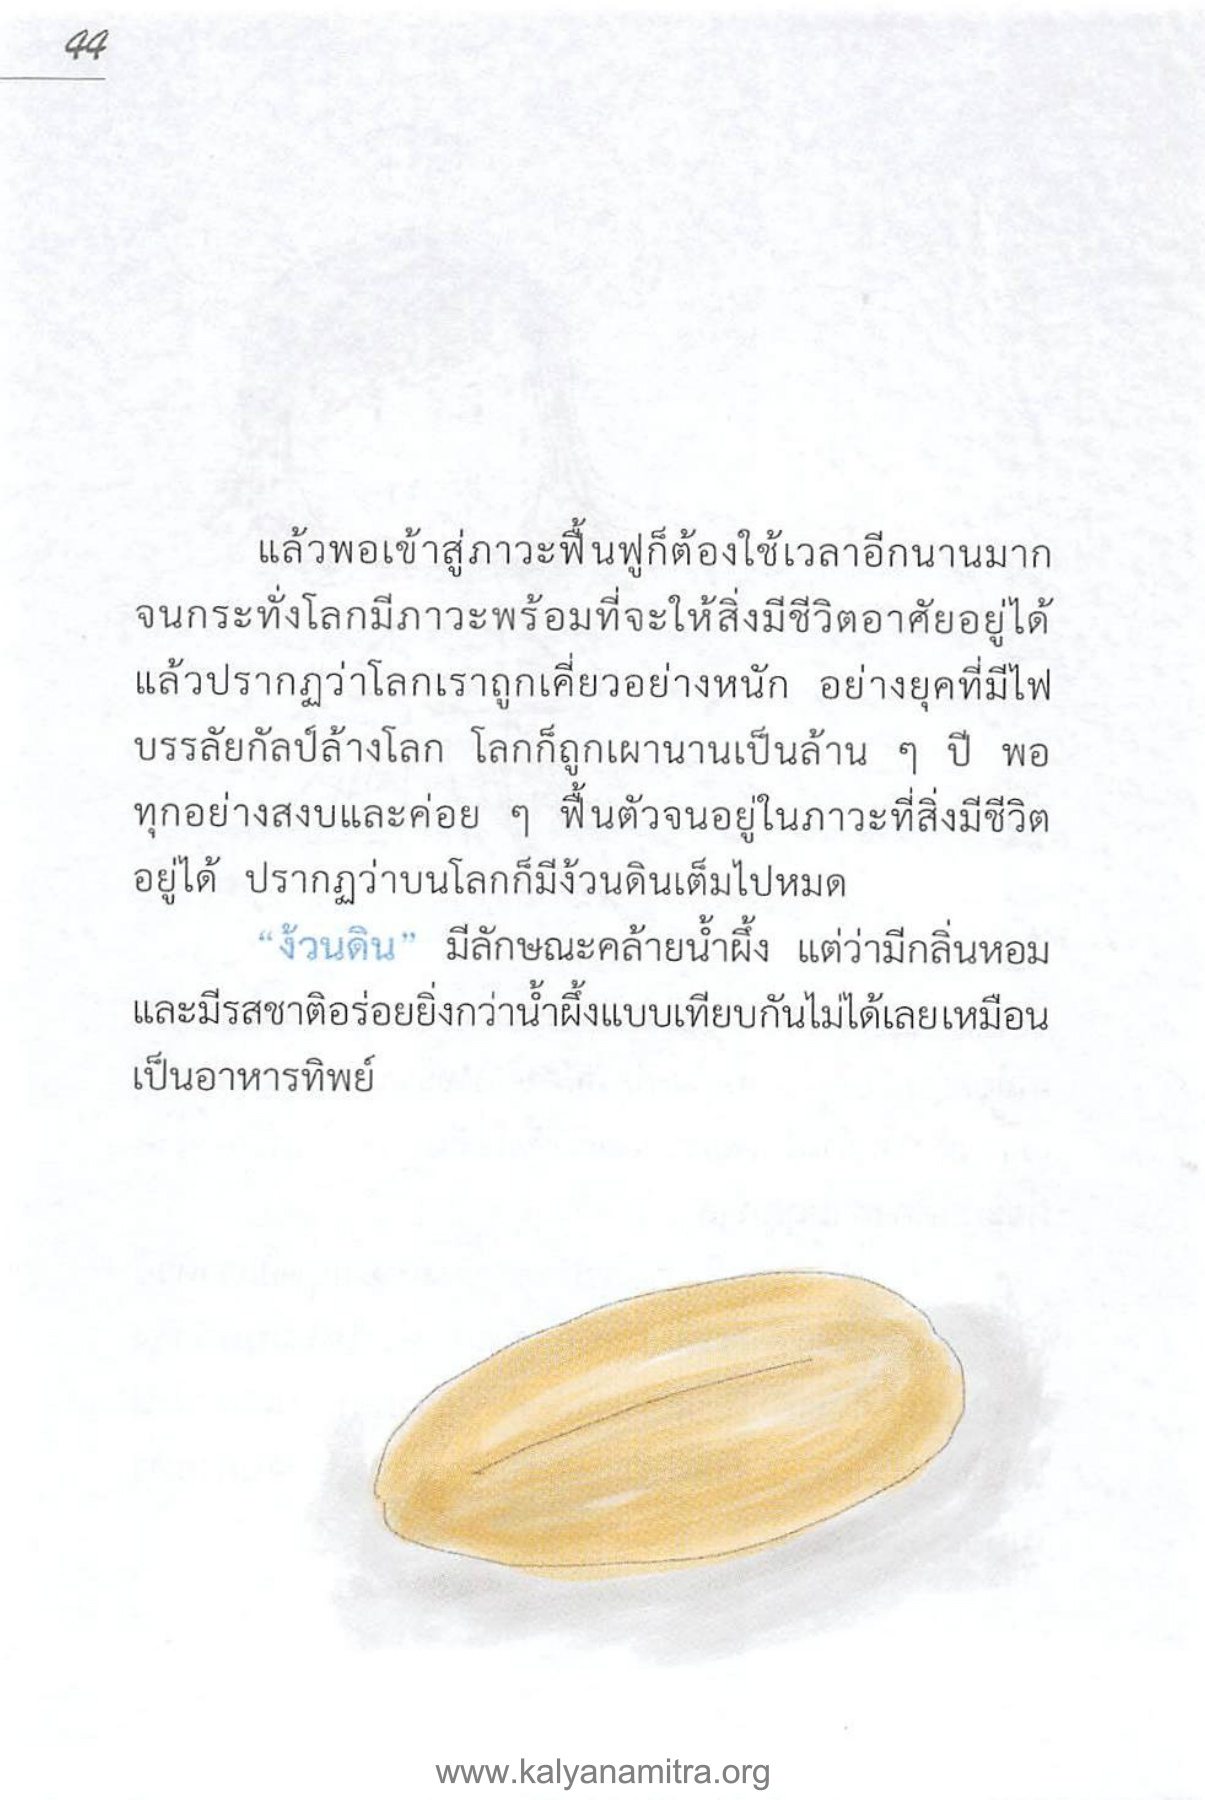 44
แล้วพอเข้าสู่ภาวะฟื้นฟูก็ต้องใช้เวลาอีกนานมาก
จนกระทั่งโลกมีภาวะพร้อมที่จะให้สิ่งมีชีวิตอาศัยอยู่ได้
แล้วปรากฏว่าโลกเราถูกเคี่ยวอย่างหนัก อย่างยุคที่มีไฟ
บรรลัยกัลป์ล้างโลก โลกก็ถูกเผานานเป็นล้าน ๆ ปี พอ
ทุกอย่างสงบและค่อย ๆ ฟื้นตัวจนอยู่ในภาวะที่สิ่งมีชีวิต
อยู่ได้ ปรากฏว่าบนโลกก็มีง้วนดินเต็มไปหมด
“ง้วนดิน” มีลักษณะคล้ายน้ำผึ้ง แต่ว่ามีกลิ่นหอม
และมีรสชาติอร่อยยิ่งกว่าน้ำผึ้งแบบเทียบกันไม่ได้เลยเหมือน
เป็นอาหารทิพย์
www.kalyanamitra.org